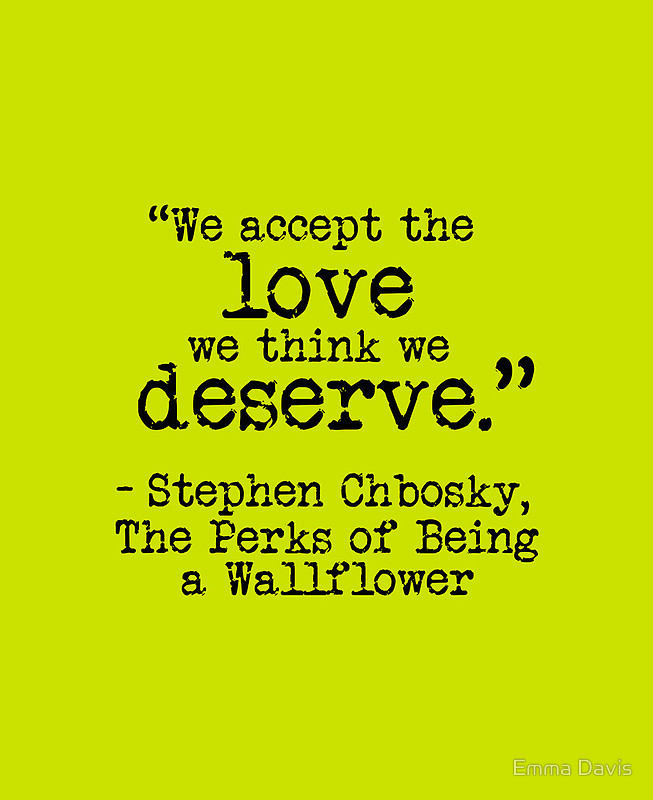 “We accept the
love
we think we
deserve.”
- Stephen Chbosky,
The Perks of Being
a Wallflower
Emma Davis